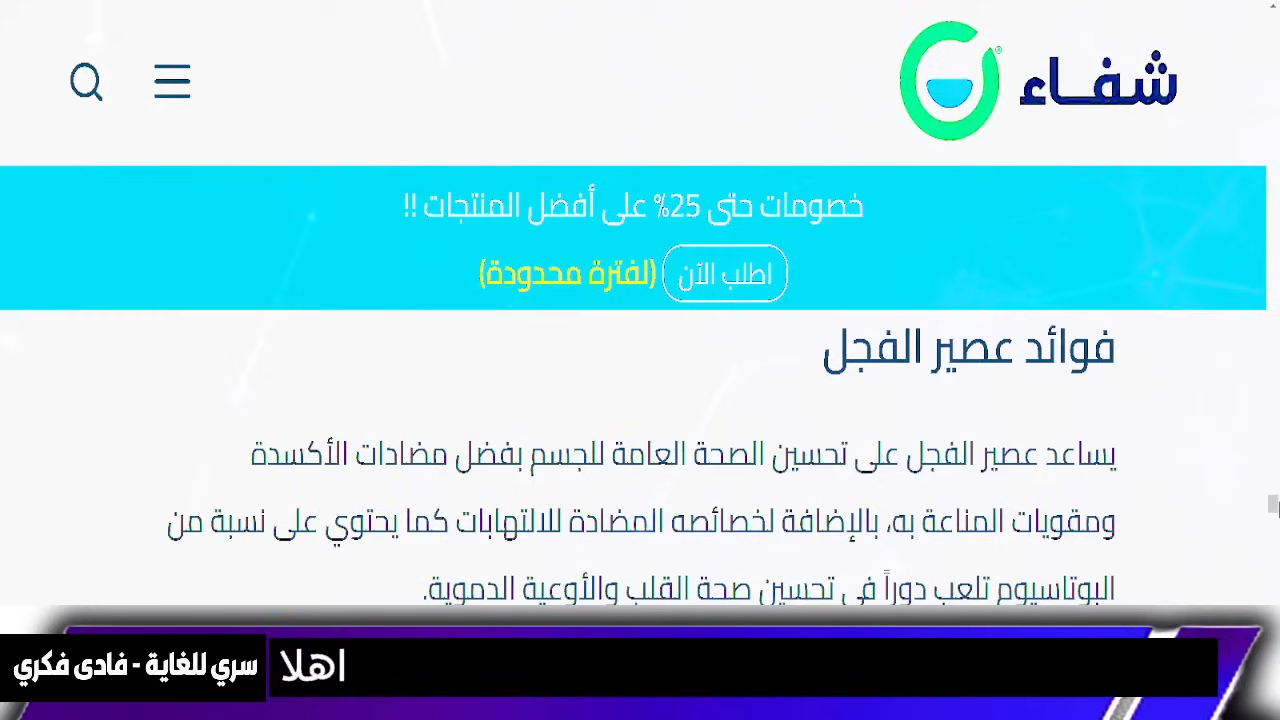 شفاء
خصومات حتى 25% على أفضل المنتجات !!
اطلب الآن (لفترة محدودة)
فوائد عصير الفجل
يساعد عصير الفجل على تحسين الصحة العامة للجسم بفضل مضادات الأكسدة
ومقويات المناعة به، بالإضافة لخصائصه المضادة للالتهابات كما يحتوي على نسبة من
البوتاسيوم تلعب دوراً في تحسين صحة القلب والأوعية الدموية.
سري للغاية - فادى فكري
اهلا